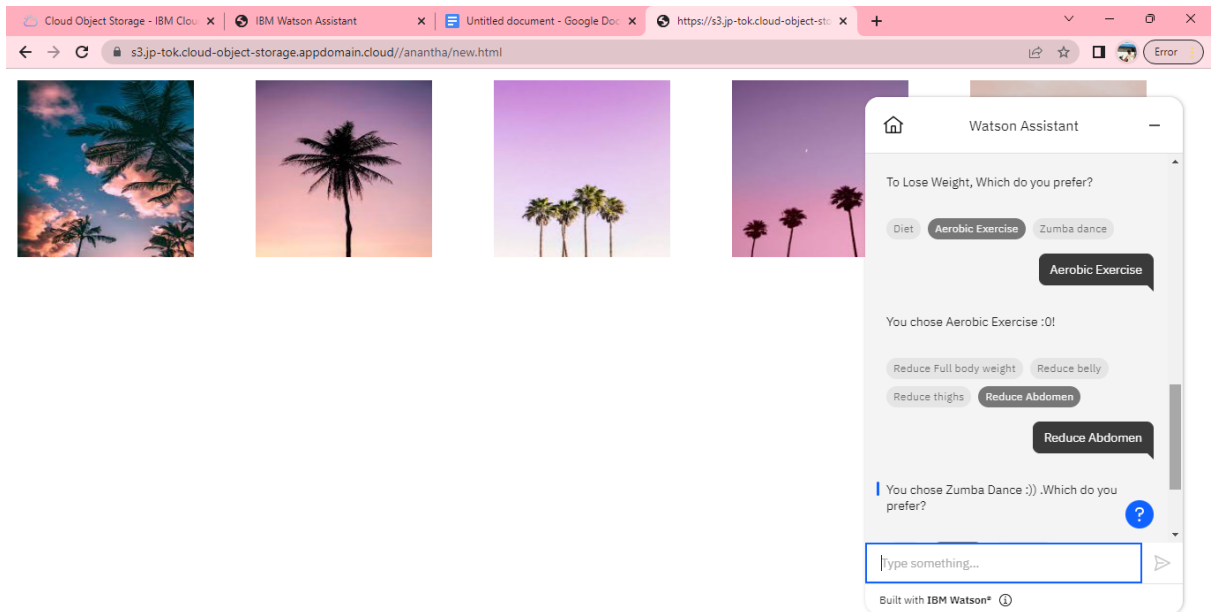 Cloud Object Storage - IBM Clou
IBM Watson Assistant
Untitled document - Google Doc
https://s3.jp-tok.cloud-object-sto
s3.jp-tok.cloud-object-storage.appdomain.cloud//anantha/new.html
Error
Watson Assistant
To Lose Weight, Which do you prefer?
Diet Aerobic Exercise Zumba dance
Aerobic Exercise
You chose Aerobic Exercise :0!
Reduce Full body weight Reduce belly
Reduce thighs Reduce Abdomen
Reduce Abdomen
You chose Zumba Dance :)) .Which do you
prefer?
?
Type something...
Built with IBM Watson®